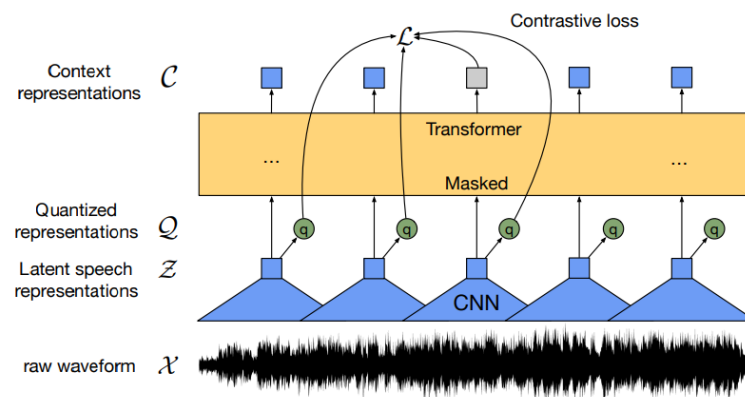 Contrastive loss
ℒ
Context
representations 𝒞
Transformer
... ...
Masked
Quantized
representations 𝒬
q q q q q
Latent speech
representations 𝒵
CNN
raw waveform 𝒳